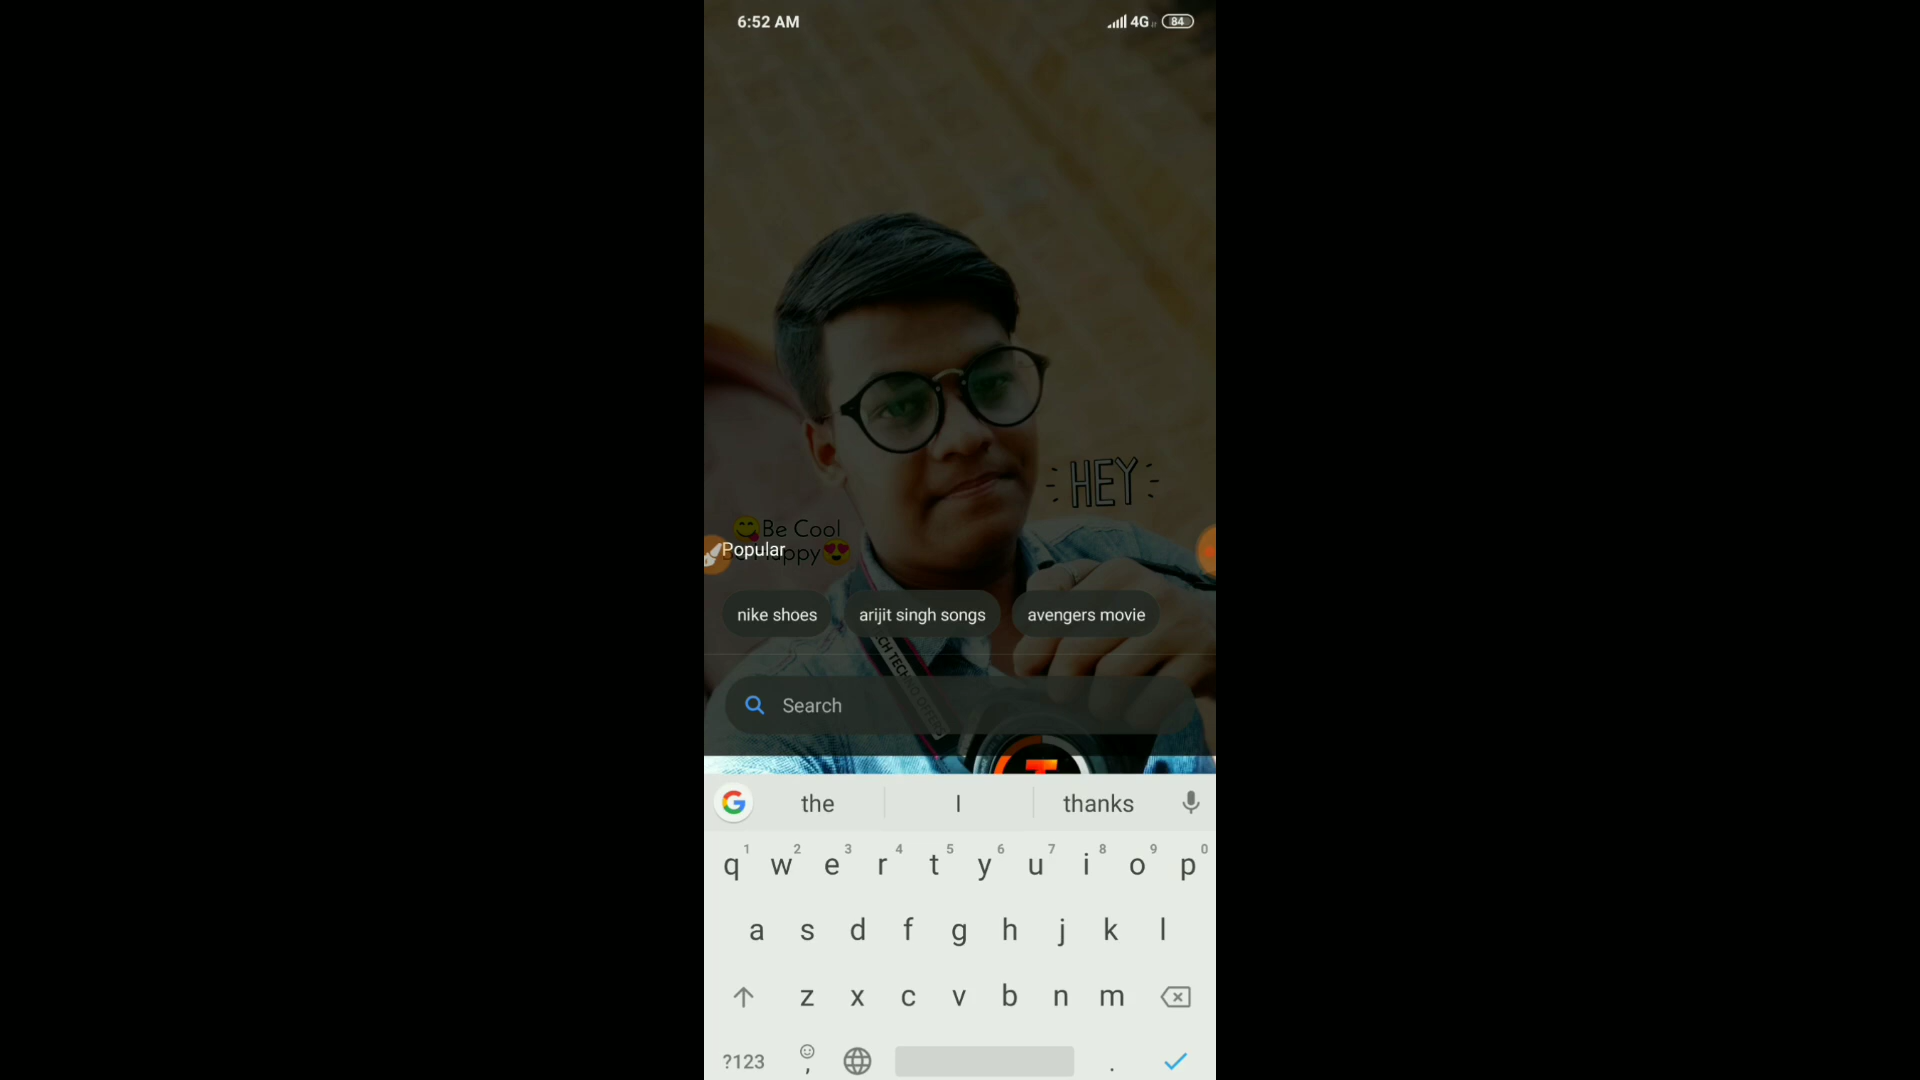 6:52 AM 4G 84
HEY
😋Be Cool
Popular
ppy😍
nike shoes arijit singh songs avengers movie
Search
the I thanks
1 2 3 4 5 6 7 8 9 0
q w e r t y u i o p
a s d f g h j k l
z x c v b n m
?123 , .